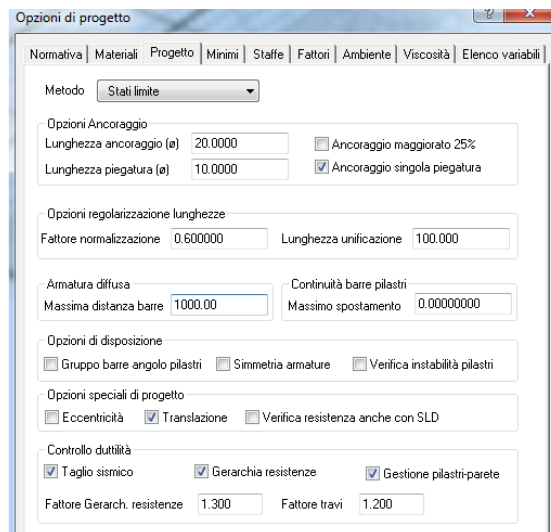 Opzioni di progetto
Normativa Materiali Progetto Minimi Staffe Fattori Ambiente Viscosità Elenco variabili
Metodo Stati limite
Opzioni Ancoraggio
Lunghezza ancoraggio (ø) 20.0000 Ancoraggio maggiorato 25%
Lunghezza piegatura (ø) 10.0000 Ancoraggio singola piegatura
Opzioni regolarizzazione lunghezze
Fattore normalizzazione 0.600000 Lunghezza unificazione 100.000
Armatura diffusa Continuità barre pilastri
Massima distanza barre 1000.00 Massimo spostamento 0.00000000
Opzioni di disposizione
Gruppo barre angolo pilastri Simmetria armature Verifica instabilità pilastri
Opzioni speciali di progetto
Eccentricità Translazione Verifica resistenza anche con SLD
Controllo duttilità
Taglio sismico Gerarchia resistenze Gestione pilastri-parete
Fattore Gerarch. resistenze 1.300 Fattore travi 1.200